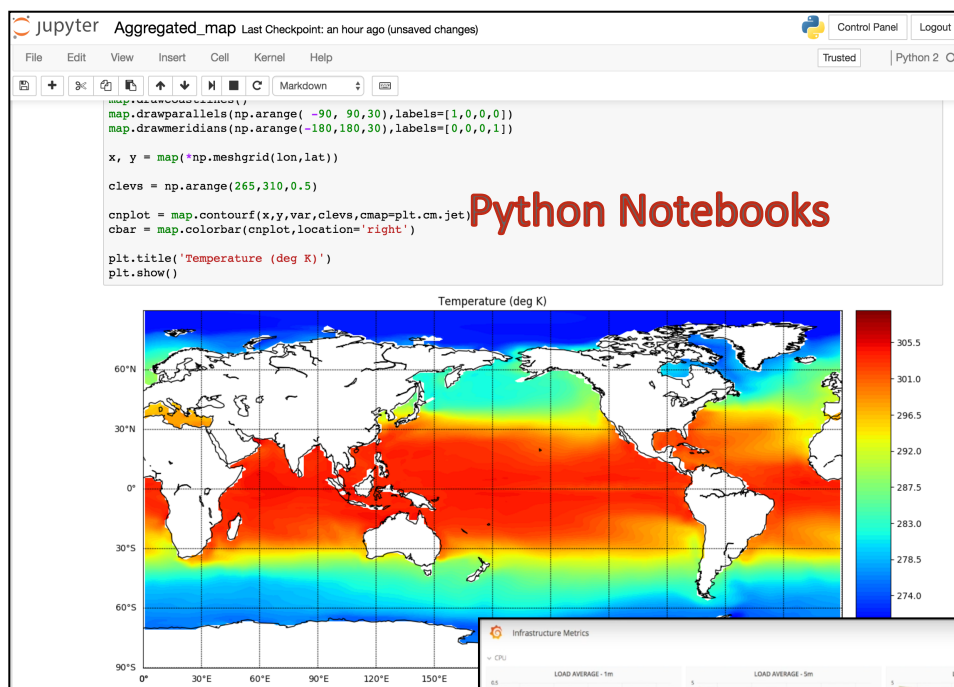 jupyter Aggregated_map Last Checkpoint: an hour ago (unsaved changes) Control Panel Logout
File Edit View Insert Cell Kernel Help Trusted Python 2
Markdown
map.drawcoastlines()
map.drawparallels(np.arange( -90, 90,30),labels=[1,0,0,0])
map.drawmeridians(np.arange(-180,180,30),labels=[0,0,0,1])
x, y = map(*np.meshgrid(lon,lat))
clevs = np.arange(265,310,0.5)
cnplot = map.contourf(x,y,var,clevs,cmap=plt.cm.jet)
cbar = map.colorbar(cnplot,location='right')
Python Notebooks
plt.title('Temperature (deg K)')
plt.show()
Temperature (deg K)
60°N
30°N
0°
30°S
60°S
90°S
0° 30°E 60°E 90°E 120°E 150°E
305.5
301.0
296.5
292.0
287.5
283.0
278.5
274.0
Infrastructure Metrics
CPU
LOAD AVERAGE - 1m LOAD AVERAGE - 5m
5 5